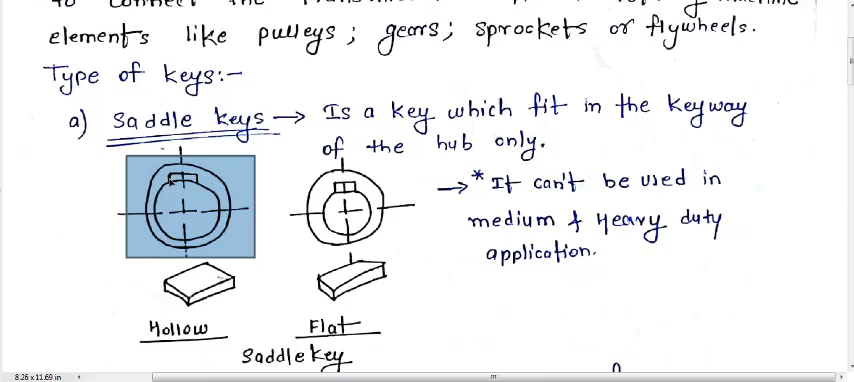 elements like pulleys ; gears ; sprockets or flywheels.
Type of keys:-
a) Saddle keys → Is a key which fit in the keyway
of the hub only.
→ * It can't be used in
medium & Heavy duty
application.
Hollow Flat
Saddle key
8.26 x 11.69 in